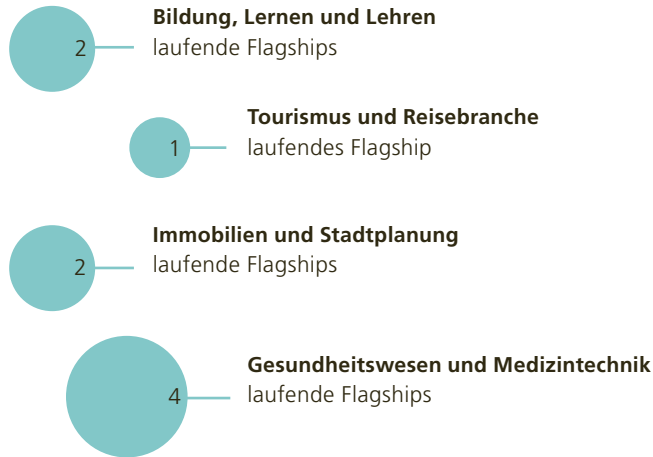 Bildung, Lernen und Lehren
2 laufende Flagships
Tourismus und Reisebranche
1 laufendes Flagship
Immobilien und Stadtplanung
2 laufende Flagships
Gesundheitswesen und Medizintechnik
4 laufende Flagships